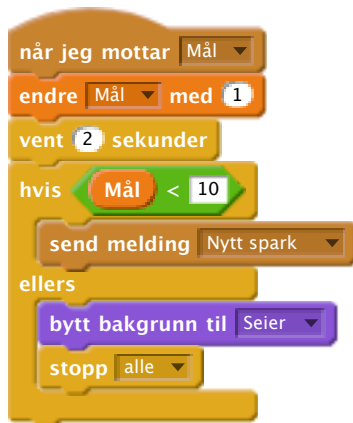 når jeg mottar Mål
endre Mål med 1
vent 2 sekunder
hvis Mål < 10
send melding Nytt spark
ellers
bytt bakgrunn til Seier
stopp alle